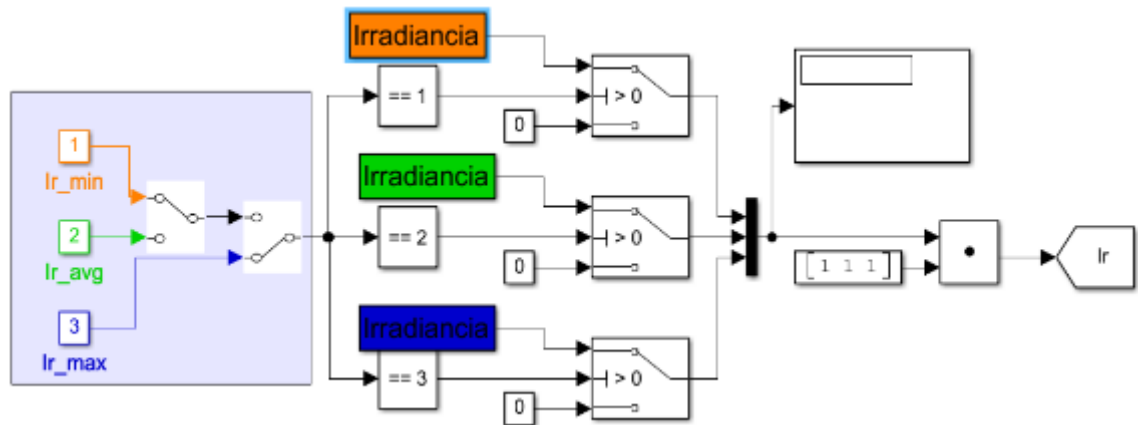 Irradiancia
== 1
> 0
0
1
Ir_min
2
Ir_avg
3
Ir_max
Irradiancia
== 2
> 0
0
Irradiancia
== 3
> 0
0
[1 1 1]
Ir